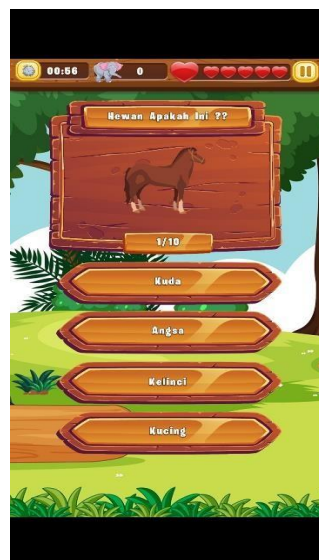 00:56 0
Hewan Apakah Ini ??
1/10
Kuda
Angsa
Kelinci
Kucing